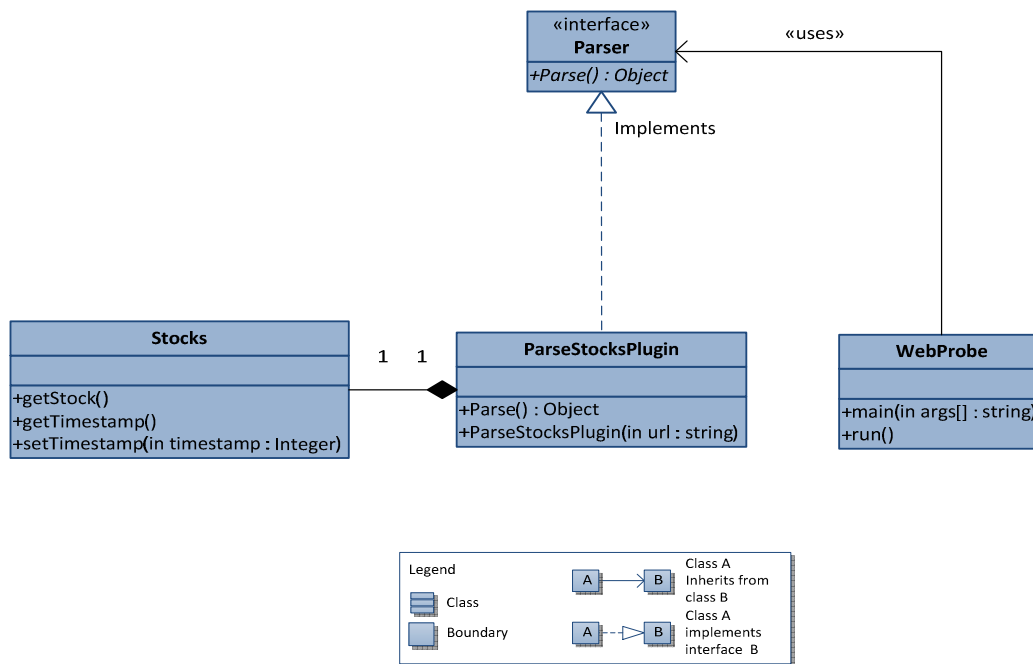 «interface»
Parser
+Parse() : Object
«uses»
Implements
Stocks
+getStock()
+getTimestamp()
+setTimestamp(in timestamp : Integer)
1 1
ParseStocksPlugin
+Parse() : Object
+ParseStocksPlugin(in url : string)
WebProbe
+main(in args[] : string)
+run()
Legend
Class
Boundary
A B
Class A
Inherits from
class B
A B
Class A
implements
interface B